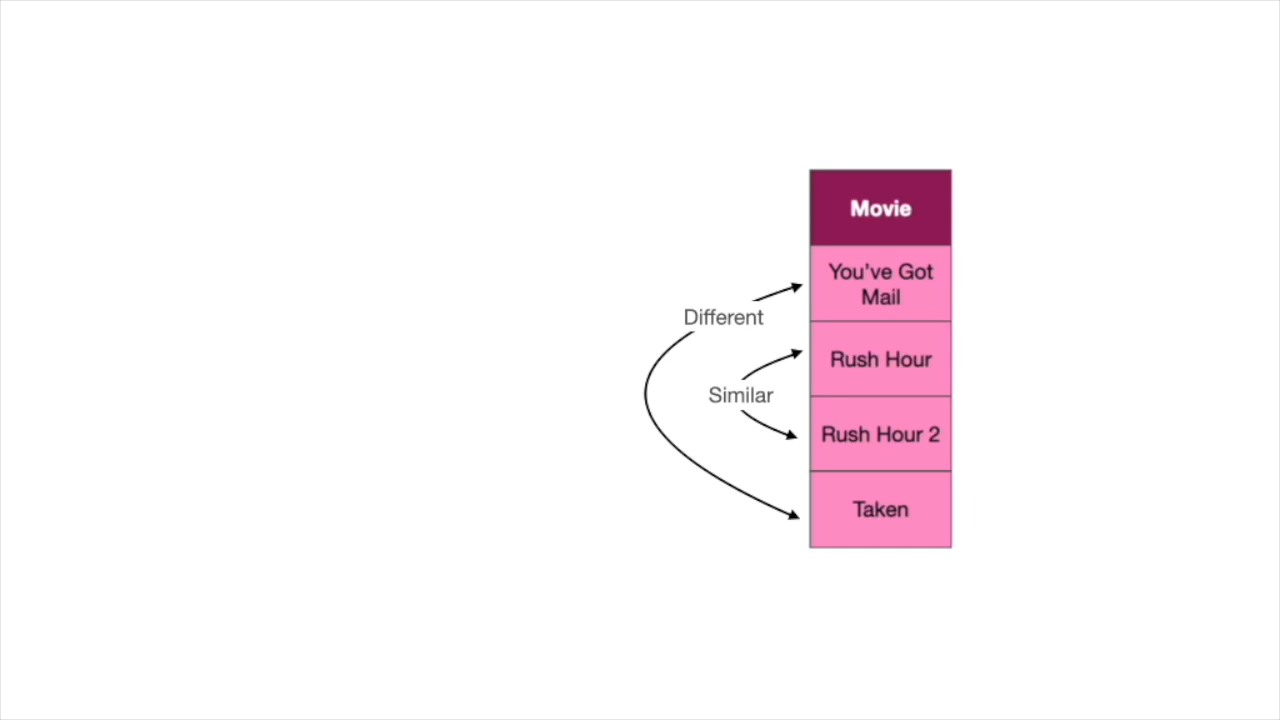 Movie
You've Got
Mail
Different
Rush Hour
Similar
Rush Hour 2
Taken